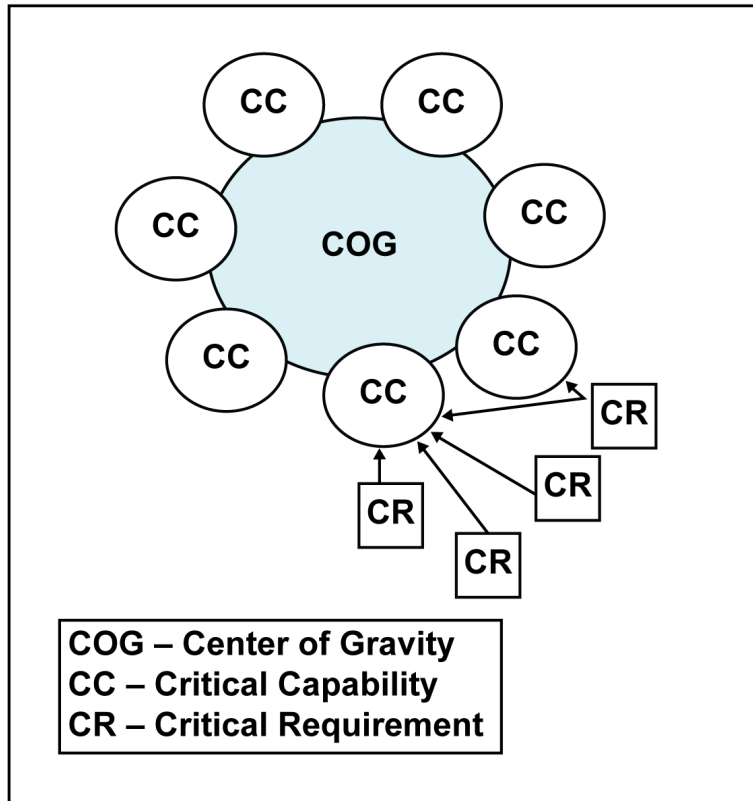 CC
CC
CC
CC
COG
CC
CC
CC
CR
CR
CR
CR
COG – Center of Gravity
CC – Critical Capability
CR – Critical Requirement